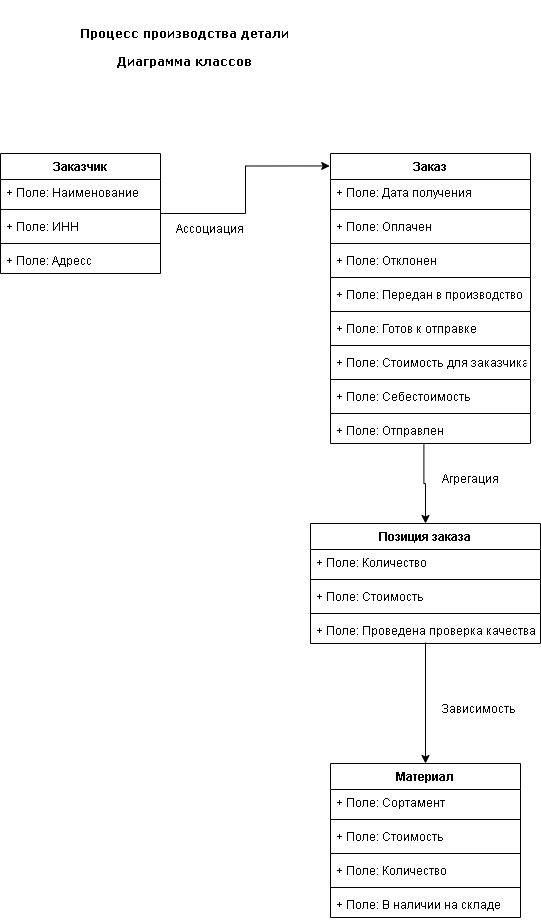 Процесс производства детали
Диаграмма классов
Заказчик
+ Поле: Наименование
+ Поле: ИНН
+ Поле: Адресс
Ассоциация
Заказ
+ Поле: Дата получения
+ Поле: Оплачен
+ Поле: Отклонен
+ Поле: Передан в производство
+ Поле: Готов к отправке
+ Поле: Стоимость для заказчика
+ Поле: Себестоимость
+ Поле: Отправлен
Агрегация
Позиция заказа
+ Поле: Количество
+ Поле: Стоимость
+ Поле: Проведена проверка качества
Зависимость
Материал
+ Поле: Сортамент
+ Поле: Стоимость
+ Поле: Количество
+ Поле: В наличии на складе